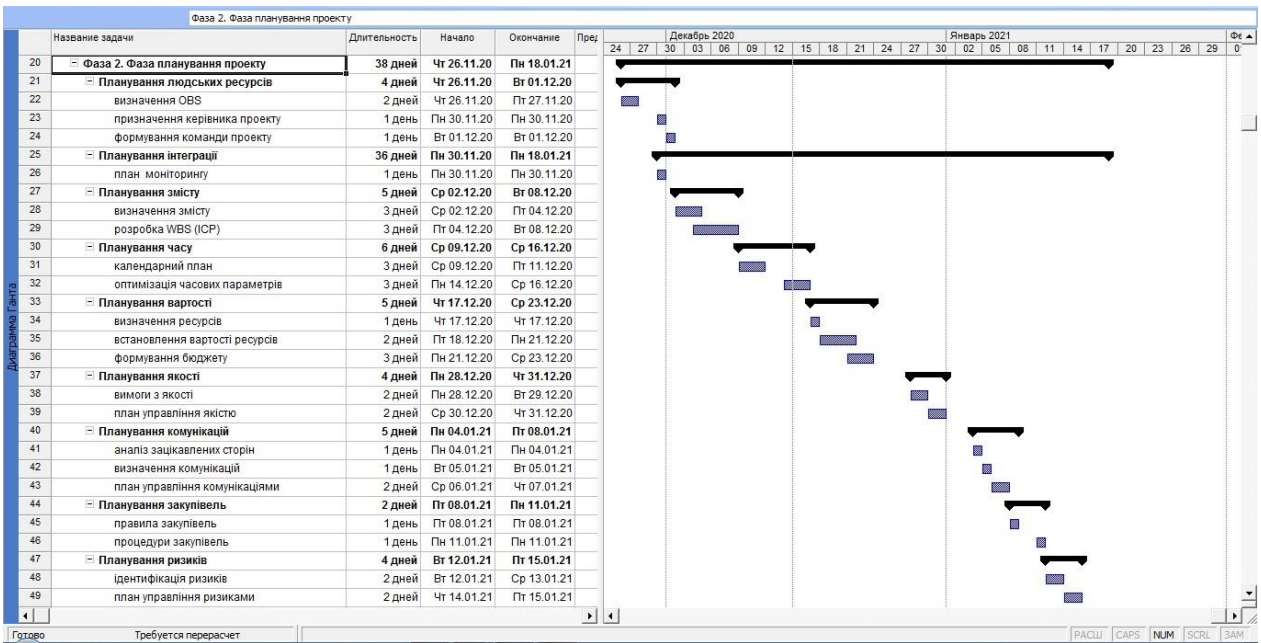 Фаза 2. Фаза планування проекту
Название задачи Длительность Начало Окончание Пред
Декабрь 2020 Январь 2021 Фе
24 27 30 03 06 09 12 15 18 21 24 27 30 02 05 08 11 14 17 20 23 26 29 0
20 Фаза 2. Фаза планування проекту 38 дней Чт 26.11.20 Пн 18.01.21
21 Планування людських ресурсів 4 дней Чт 26.11.20 Вт 01.12.20
22 визначення OBS 2 дней Чт 26.11.20 Пт 27.11.20
23 призначення керівника проекту 1 день Пн 30.11.20 Пн 30.11.20
24 формування команди проекту 1 день Вт 01.12.20 Вт 01.12.20
25 Планування інтеграції 36 дней Пн 30.11.20 Пн 18.01.21
26 план моніторингу 1 день Пн 30.11.20 Пн 30.11.20
27 Планування змісту 5 дней Ср 02.12.20 Вт 08.12.20
28 визначення змісту 3 дней Ср 02.12.20 Пт 04.12.20
29 розробка WBS (ICP) 3 дней Пт 04.12.20 Вт 08.12.20
30 Планування часу 6 дней Ср 09.12.20 Ср 16.12.20
31 календарний план 3 дней Ср 09.12.20 Пт 11.12.20
32 оптимізація часових параметрів 3 дней Пн 14.12.20 Ср 16.12.20
33 Планування вартості 5 дней Чт 17.12.20 Ср 23.12.20
34 визначення ресурсів 1 день Чт 17.12.20 Чт 17.12.20
35 встановлення вартості ресурсів 2 дней Пт 18.12.20 Пн 21.12.20
36 формування бюджету 3 дней Пн 21.12.20 Ср 23.12.20
37 Планування якості 4 дней Пн 28.12.20 Чт 31.12.20
38 вимоги з якості 2 дней Пн 28.12.20 Вт 29.12.20
39 план управління якістю 2 дней Ср 30.12.20 Чт 31.12.20
40 Планування комунікацій 5 дней Пн 04.01.21 Пт 08.01.21
41 аналіз зацікавлених сторін 1 день Пн 04.01.21 Пн 04.01.21
42 визначення комунікацій 1 день Вт 05.01.21 Вт 05.01.21
43 план управління комунікаціями 2 дней Ср 06.01.21 Чт 07.01.21
44 Планування закупівель 2 дней Пт 08.01.21 Пн 11.01.21
45 правила закупівель 1 день Пт 08.01.21 Пт 08.01.21
46 процедури закупівель 1 день Пн 11.01.21 Пн 11.01.21
47 Планування ризиків 4 дней Вт 12.01.21 Пт 15.01.21
48 ідентифікація ризиків 2 дней Вт 12.01.21 Ср 13.01.21
49 план управління ризиками 2 дней Чт 14.01.21 Пт 15.01.21
Диаграмма Ганта
Готово Требуется перерасчет РАСШ CAPS NUM SCRL ЗАМ